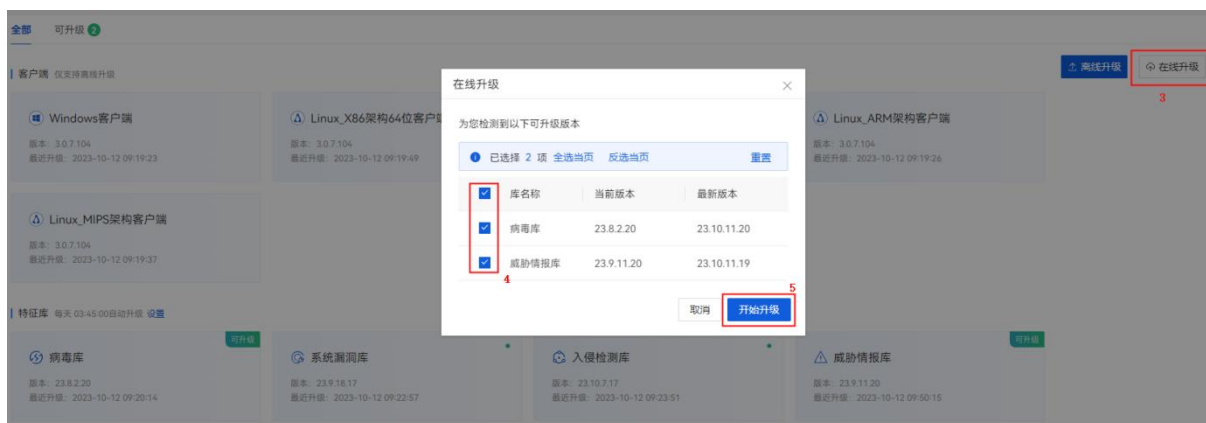 全部 可升级 2
客户端 仅支持离线升级
离线升级 在线升级
3
Windows客户端
版本: 3.0.7.104
最近升级: 2023-10-12 09:19:23
Linux_X86架构64位客户
版本: 3.0.7.104
最近升级: 2023-10-12 09:19:49
Linux_ARM架构客户端
版本: 3.0.7.104
最近升级: 2023-10-12 09:19:26
Linux_MIPS架构客户端
版本: 3.0.7.104
最近升级: 2023-10-12 09:19:37
在线升级
为您检测到以下可升级版本
已选择 2 项 全选当页 反选当页 重置
库名称 当前版本 最新版本
病毒库 23.8.2.20 23.10.11.20
威胁情报库 23.9.11.20 23.10.11.19
4
5
取消 开始升级
特征库 每天 03:45:00自动升级 设置
可升级
病毒库
版本: 23.8.2.20
最近升级: 2023-10-12 09:20:14
系统漏洞库
版本: 23.9.18.17
最近升级: 2023-10-12 09:22:57
入侵检测库
版本: 23.10.7.17
最近升级: 2023-10-12 09:23:51
可升级
威胁情报库
版本: 23.9.11.20
最近升级: 2023-10-12 09:50:15